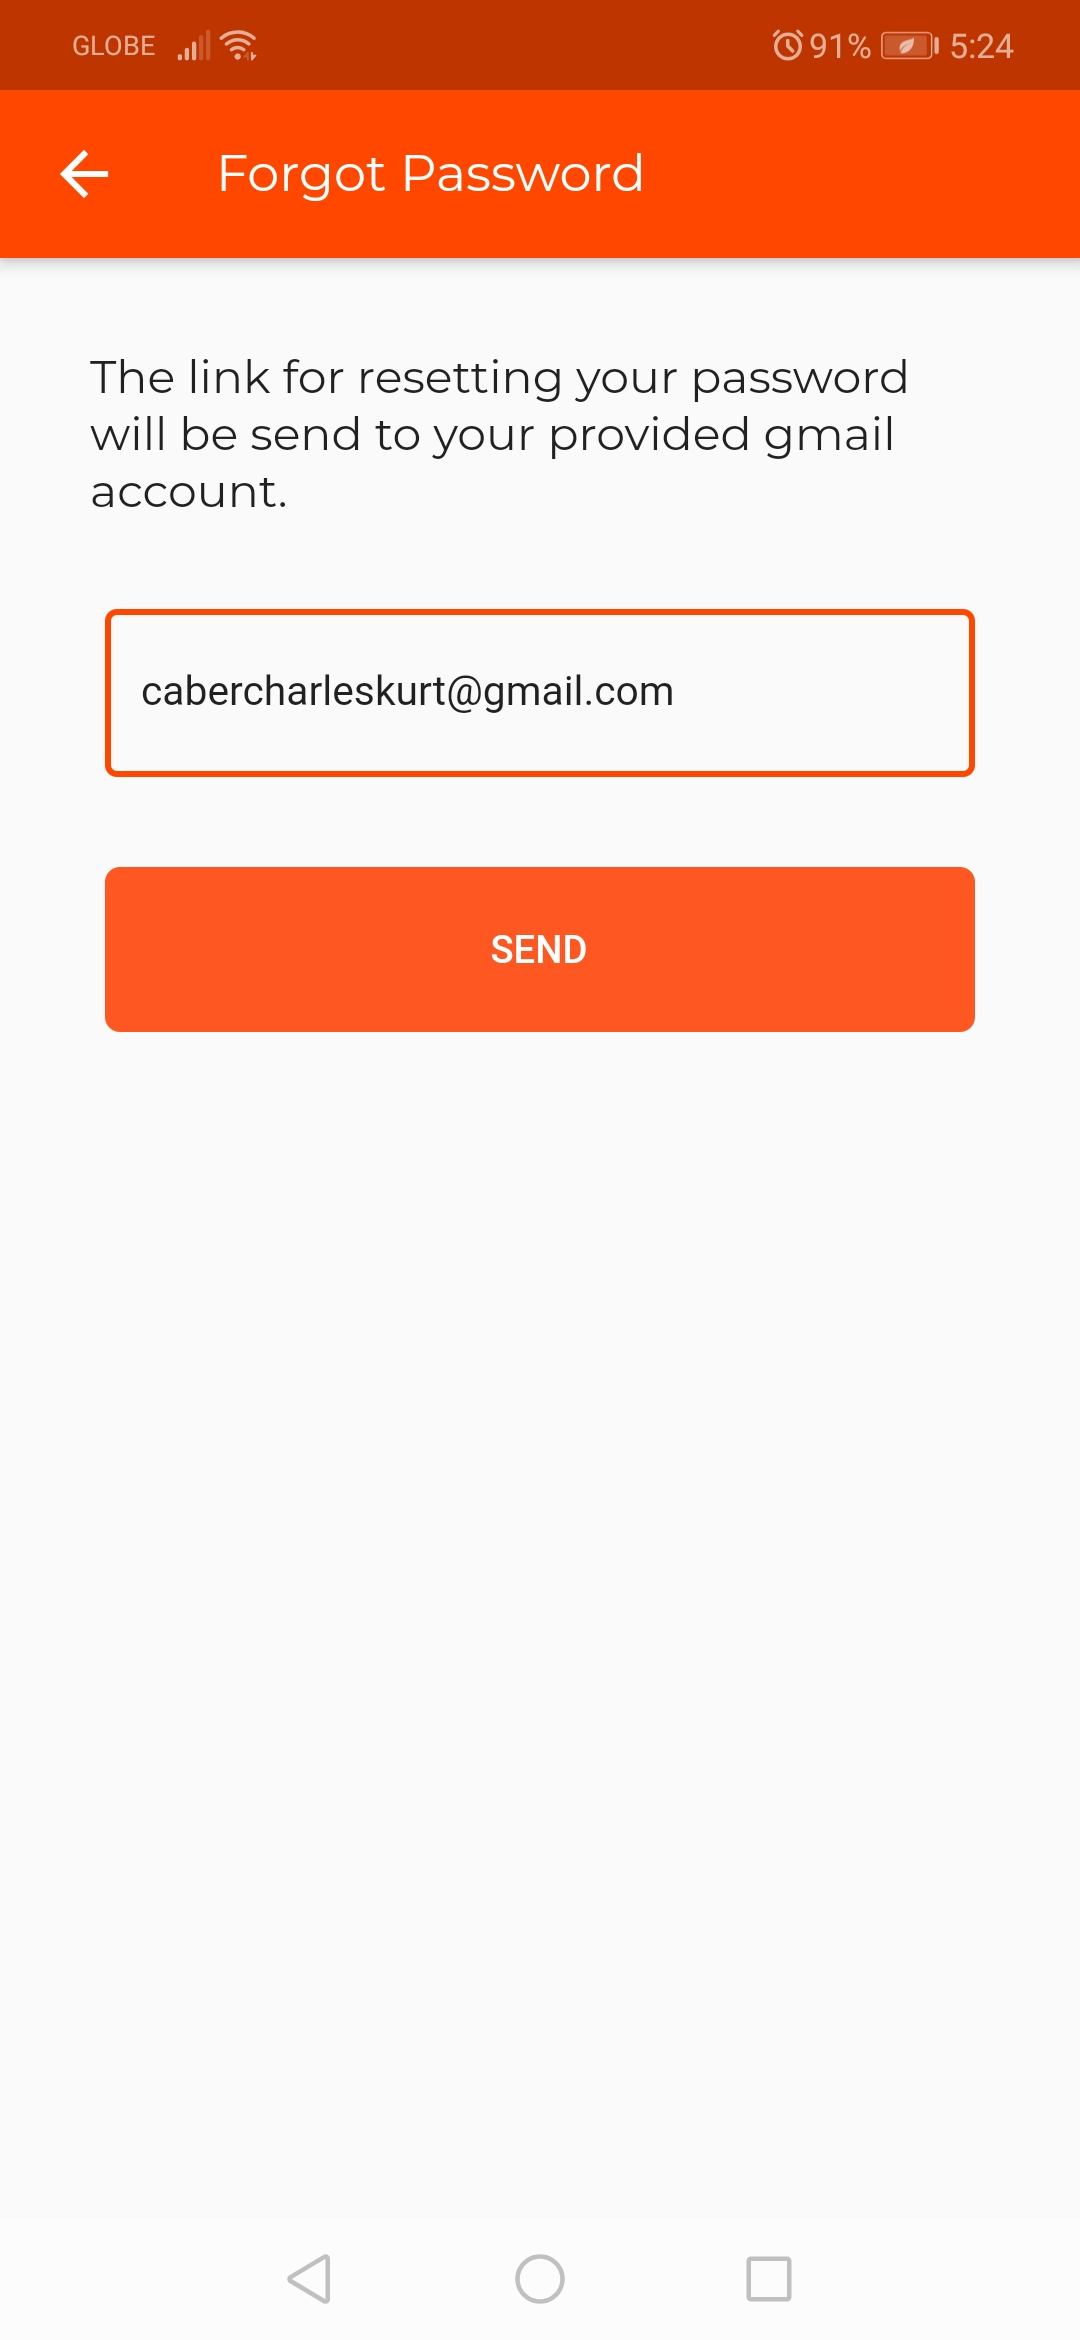 GLOBE 91% 5:24
Forgot Password
The link for resetting your password
will be send to your provided gmail
account.
cabercharleskurt@gmail.com
SEND